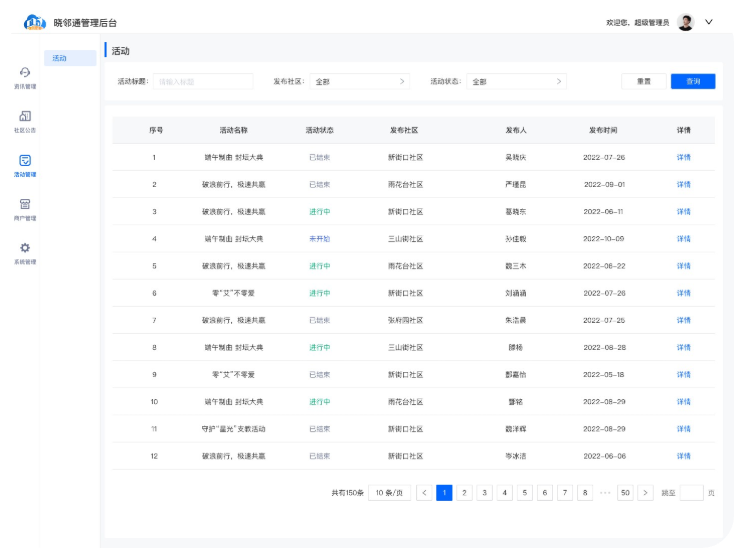 晓邻通管理后台
欢迎您，超级管理员
活动
资讯管理
社区公告
活动管理
商户管理
系统管理
活动
活动标题： 请输入标题 发布社区： 全部 活动状态： 全部 重置 查询
序号 活动名称 活动状态 发布社区 发布人 发布时间 详情
1 端午制曲 封坛大典 已结束 新街口社区 吴晓庆 2022-07-26 详情
2 破浪前行，极速共赢 已结束 雨花台社区 严增昆 2022-09-01 详情
3 破浪前行，极速共赢 进行中 新街口社区 葛晓东 2022-06-11 详情
4 端午制曲 封坛大典 未开始 三山街社区 孙佳毅 2022-10-09 详情
5 破浪前行，极速共赢 进行中 雨花台社区 魏三木 2022-08-22 详情
6 零“艾”不零爱 进行中 新街口社区 刘涵涵 2022-07-26 详情
7 破浪前行，极速共赢 已结束 张府园社区 朱浩晨 2022-07-25 详情
8 端午制曲 封坛大典 进行中 三山街社区 滕杨 2022-08-28 详情
9 零“艾”不零爱 已结束 新街口社区 鄂嘉怡 2022-05-18 详情
10 端午制曲 封坛大典 进行中 雨花台社区 酆铭 2022-08-29 详情
11 守护“星光”支教活动 已结束 新街口社区 魏泽辉 2022-08-29 详情
12 破浪前行，极速共赢 已结束 新街口社区 岑冰洁 2022-06-06 详情
共有150条 10 条/页 < 1 2 3 4 5 6 7 8 ··· 50 > 跳至 页